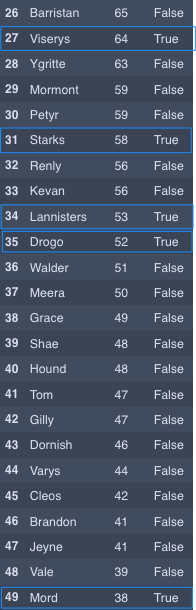 26 Barristan 65 False
27 Viserys 64 True
28 Ygritte 63 False
29 Mormont 59 False
30 Petyr 59 False
31 Starks 58 True
32 Renly 56 False
33 Kevan 56 False
34 Lannisters 53 True
35 Drogo 52 True
36 Walder 51 False
37 Meera 50 False
38 Grace 49 False
39 Shae 48 False
40 Hound 48 False
41 Tom 47 False
42 Gilly 47 False
43 Dornish 46 False
44 Varys 44 False
45 Cleos 42 False
46 Brandon 41 False
47 Jeyne 41 False
48 Vale 39 False
49 Mord 38 True